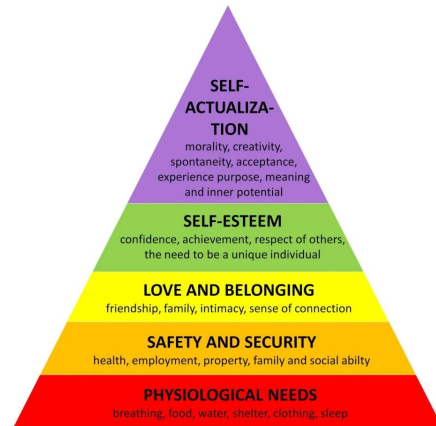 SELF-
ACTUALIZA-
TION
morality, creativity,
spontaneity, acceptance,
experience purpose, meaning
and inner potential
SELF-ESTEEM
confidence, achievement, respect of others,
the need to be a unique individual
LOVE AND BELONGING
friendship, family, intimacy, sense of connection
SAFETY AND SECURITY
health, employment, property, family and social abilty
PHYSIOLOGICAL NEEDS
breathing, food, water, shelter, clothing, sleep